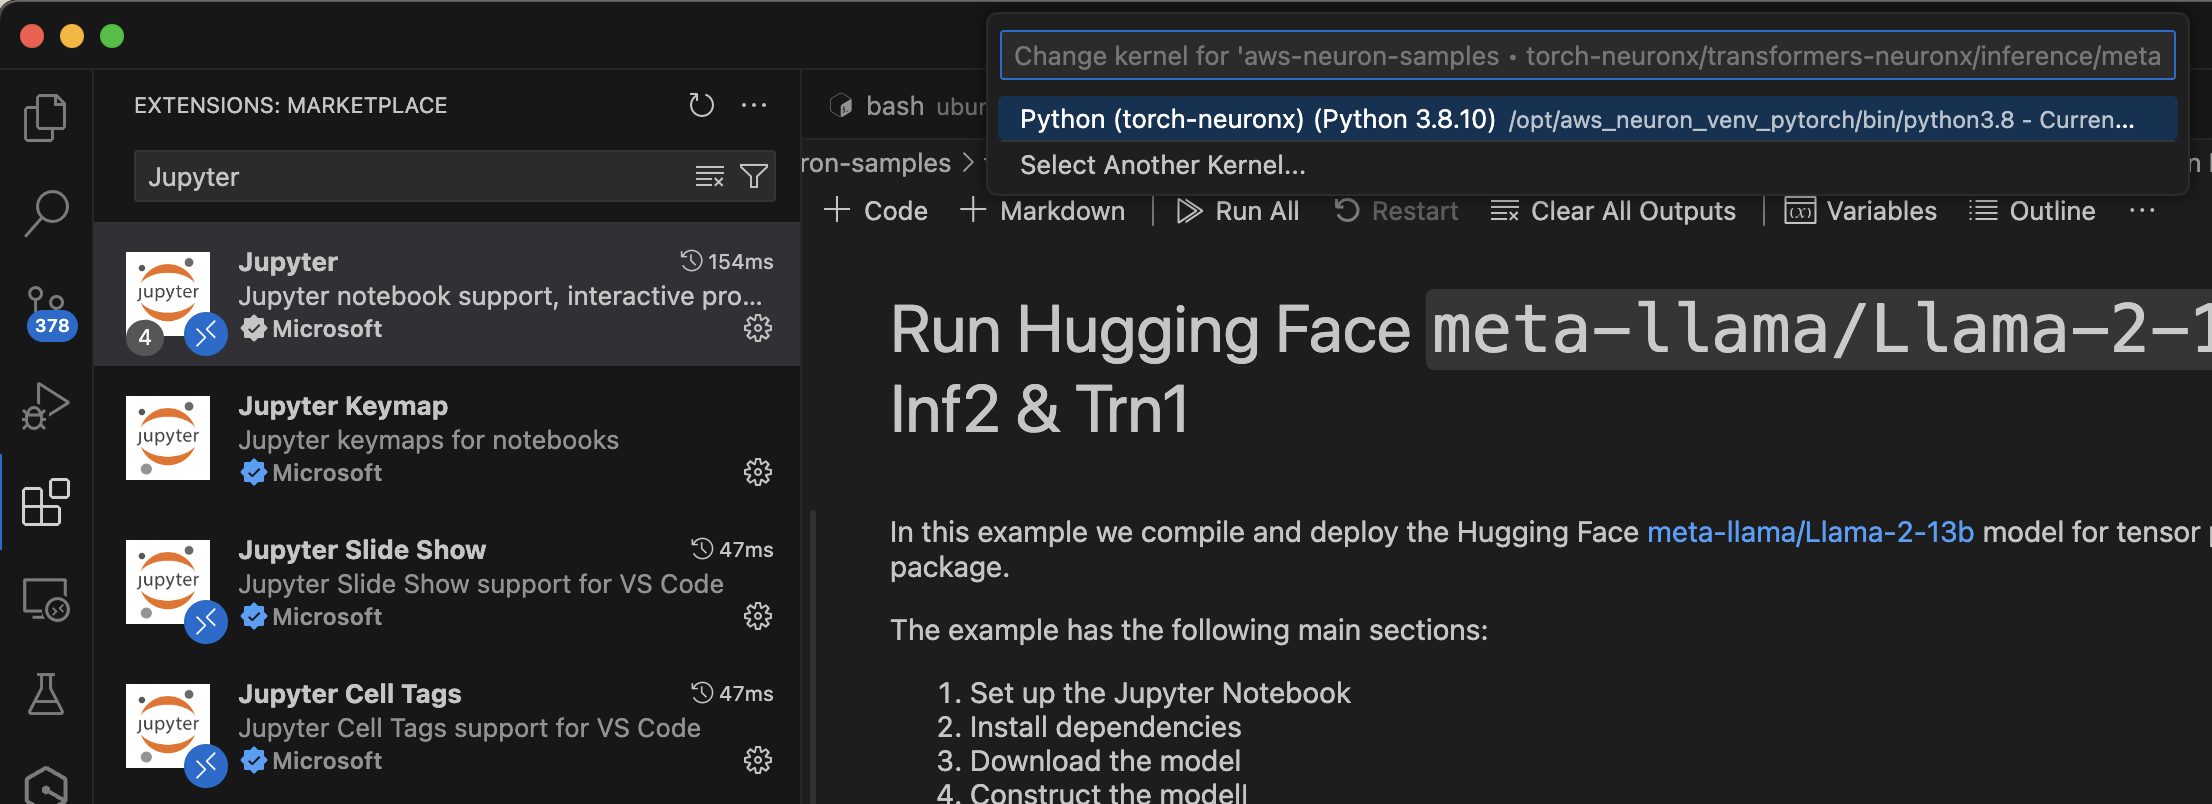 Change kernel for 'aws-neuron-samples • torch-neuronx/transformers-neuronx/inference/meta
Python (torch-neuronx) (Python 3.8.10) /opt/aws_neuron_venv_pytorch/bin/python3.8 - Curren...
Select Another Kernel...
EXTENSIONS: MARKETPLACE
Jupyter
378
jupyter
4
Jupyter
154ms
Jupyter notebook support, interactive pro...
Microsoft
jupyter
Jupyter Keymap
Jupyter keymaps for notebooks
Microsoft
jupyter
Jupyter Slide Show
47ms
Jupyter Slide Show support for VS Code
Microsoft
jupyter
Jupyter Cell Tags
47ms
Jupyter Cell Tags support for VS Code
Microsoft
bash ubun
ron-samples >
+ Code + Markdown | Run All Restart Clear All Outputs | Variables Outline ...
Run Hugging Face meta-llama/Llama-2-1
Inf2 & Trn1
In this example we compile and deploy the Hugging Face meta-llama/Llama-2-13b model for tensor p
package.
The example has the following main sections:
1. Set up the Jupyter Notebook
2. Install dependencies
3. Download the model
4. Construct the modell